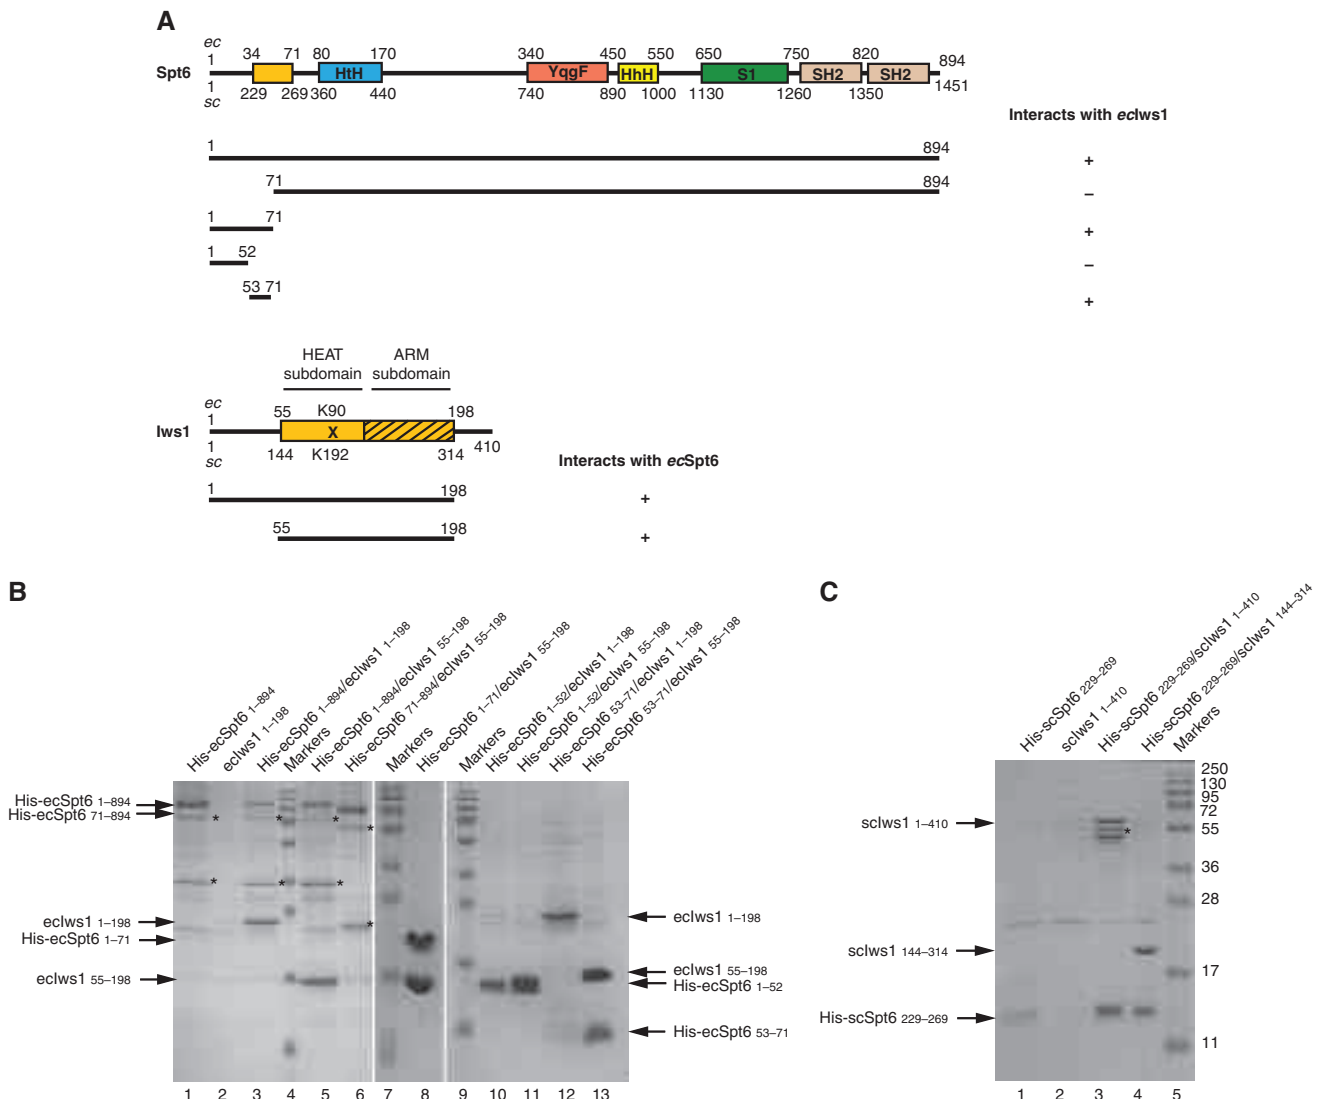 A
ec
1 34 71 80 170 340 450 550 650 750 820 894
Spt6 HtH YqgF HhH S1 SH2 SH2
1 229 269 360 440 740 890 1000 1130 1260 1350 1451
sc
Interacts with ecIws1
1 894 +
71 894 –
1 71 +
1 52 –
53 71 +
HEAT subdomain
ARM subdomain
ec
1 55 K90 198
Iws1 X
1 144 K192 314 410
sc
Interacts with ecSpt6
1 198 +
55 198 +
B
His-ecSpt6 1–894
ecIws1 1–198
His-ecSpt6 1–894/ecIws1 1–198
Markers
His-ecSpt6 1–894/ecIws1 55–198
His-ecSpt6 71–894/ecIws1 55–198
Markers
His-ecSpt6 1–71/ecIws1 55–198
Markers
His-ecSpt6 1–52/ecIws1 1–198
His-ecSpt6 1–52/ecIws1 55–198
His-ecSpt6 53–71/ecIws1 1–198
His-ecSpt6 53–71/ecIws1 55–198
His-ecSpt6 1–894
His-ecSpt6 71–894
* * * *
* * *
ecIws1 1–198
*
His-ecSpt6 1–71
ecIws1 55–198
ecIws1 1–198
ecIws1 55–198
His-ecSpt6 1–52
His-ecSpt6 53–71
1 2 3 4 5 6 7 8 9 10 11 12 13
C
His-scSpt6 229–269
scIws1 1–410
His-scSpt6 229–269/scIws1 1–410
His-scSpt6 229–269/scIws1 144–314
Markers
scIws1 1–410
*
scIws1 144–314
His-scSpt6 229–269
250
130
95
72
55
36
28
17
11
1 2 3 4 5